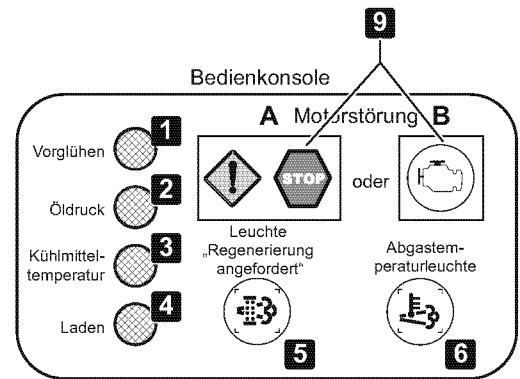 9
Bedienkonsole
A Motorstörung B
1
Vorglühen
STOP
oder
2
Öldruck
3
Kühlmittel-
temperatur
4
Laden
Leuchte
„Regenerierung
angefordert“
5
Abgastem-
peraturleuchte
6